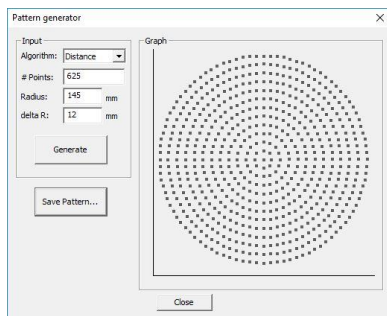 Pattern generator
Input
Algorithm: Distance
# Points: 625
Radius: 145 mm
delta R: 12 mm
Generate
Save Pattern...
Graph
Close